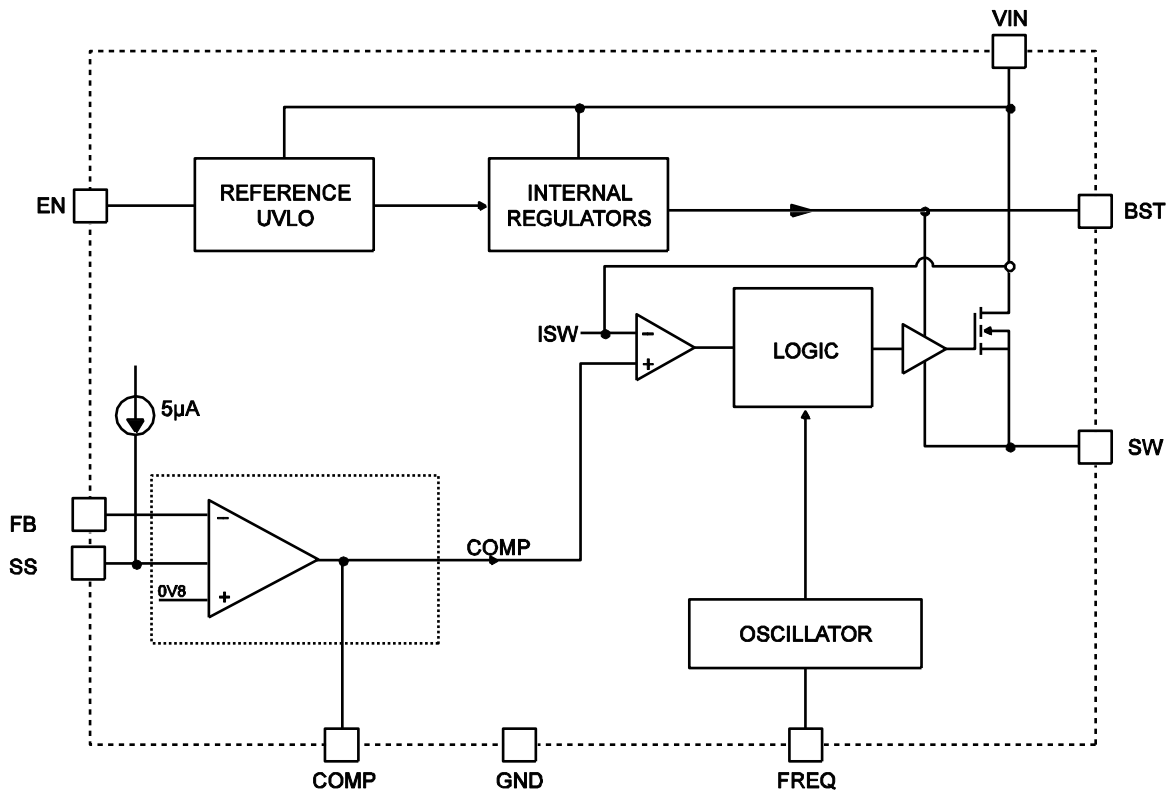 VIN
EN
REFERENCE
UVLO
INTERNAL
REGULATORS
BST
ISW
−
+
LOGIC
5µA
SW
FB
−
SS
COMP
0V8
+
OSCILLATOR
COMP
GND
FREQ